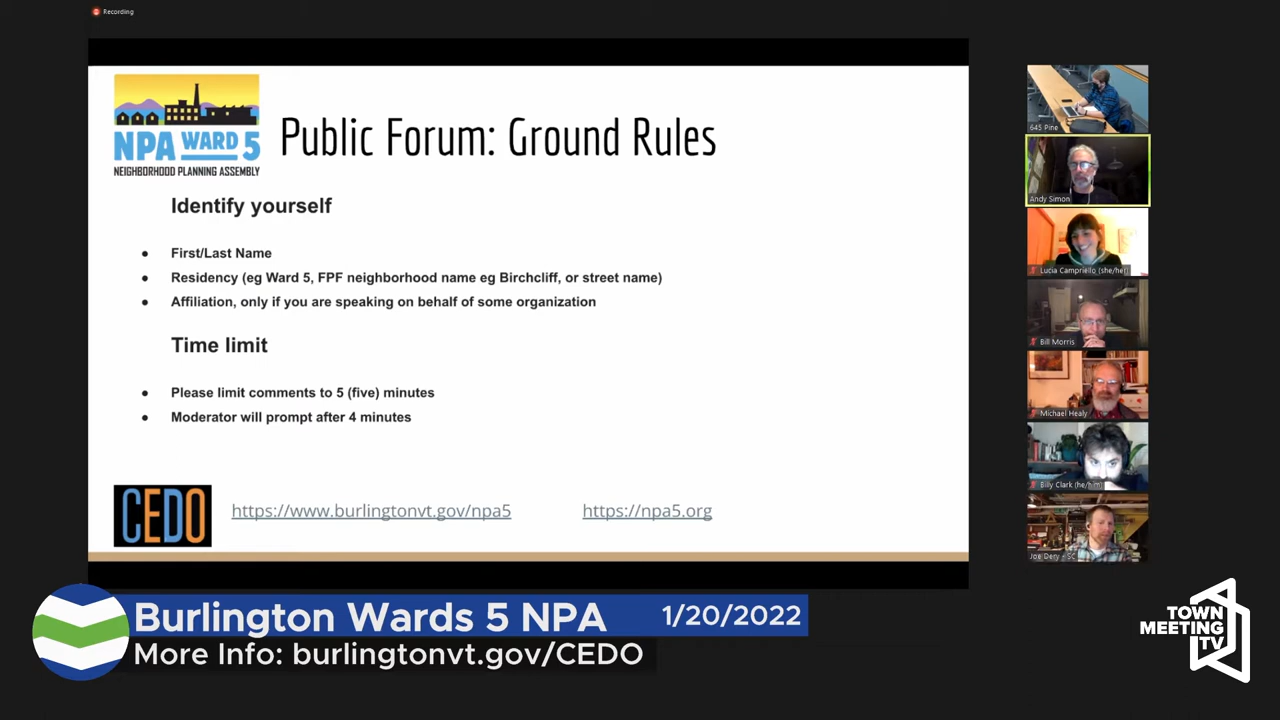 Recording
NPA WARD 5
NEIGHBORHOOD PLANNING ASSEMBLY
Public Forum: Ground Rules
Identify yourself
• First/Last Name
• Residency (eg Ward 5, FPF neighborhood name eg Birchcliff, or street name)
• Affiliation, only if you are speaking on behalf of some organization
Time limit
• Please limit comments to 5 (five) minutes
• Moderator will prompt after 4 minutes
CEDO
https://www.burlingtonvt.gov/npa5
https://npa5.org
645 Pine
Andy Simon
Lucia Campriello (she/he
Bill Morris
Michael Healy
Billy Clark (he/him)
Joe Derry - SC
Burlington Wards 5 NPA
1/20/2022
More Info: burlingtonvt.gov/CEDO
TOWN
MEETING
TV